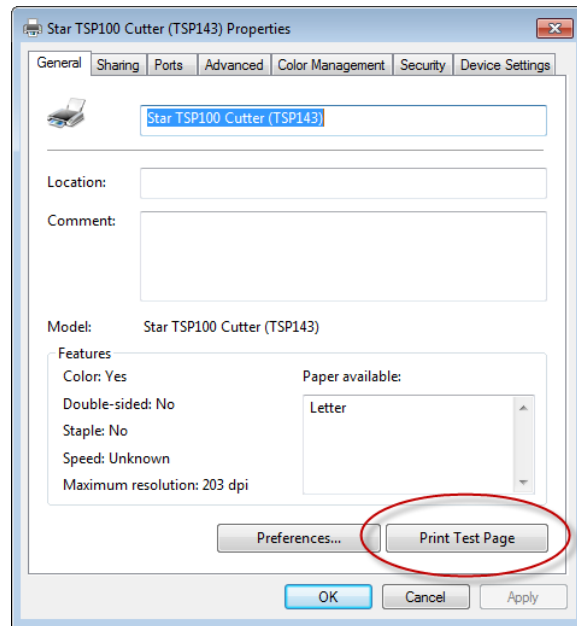 Star TSP100 Cutter (TSP143) Properties
General Sharing Ports Advanced Color Management Security Device Settings
Star TSP100 Cutter (TSP143)
Location:
Comment:
Model: Star TSP100 Cutter (TSP143)
Features
Color: Yes
Paper available:
Double-sided: No
Letter
Staple: No
Speed: Unknown
Maximum resolution: 203 dpi
Preferences... Print Test Page
OK Cancel Apply